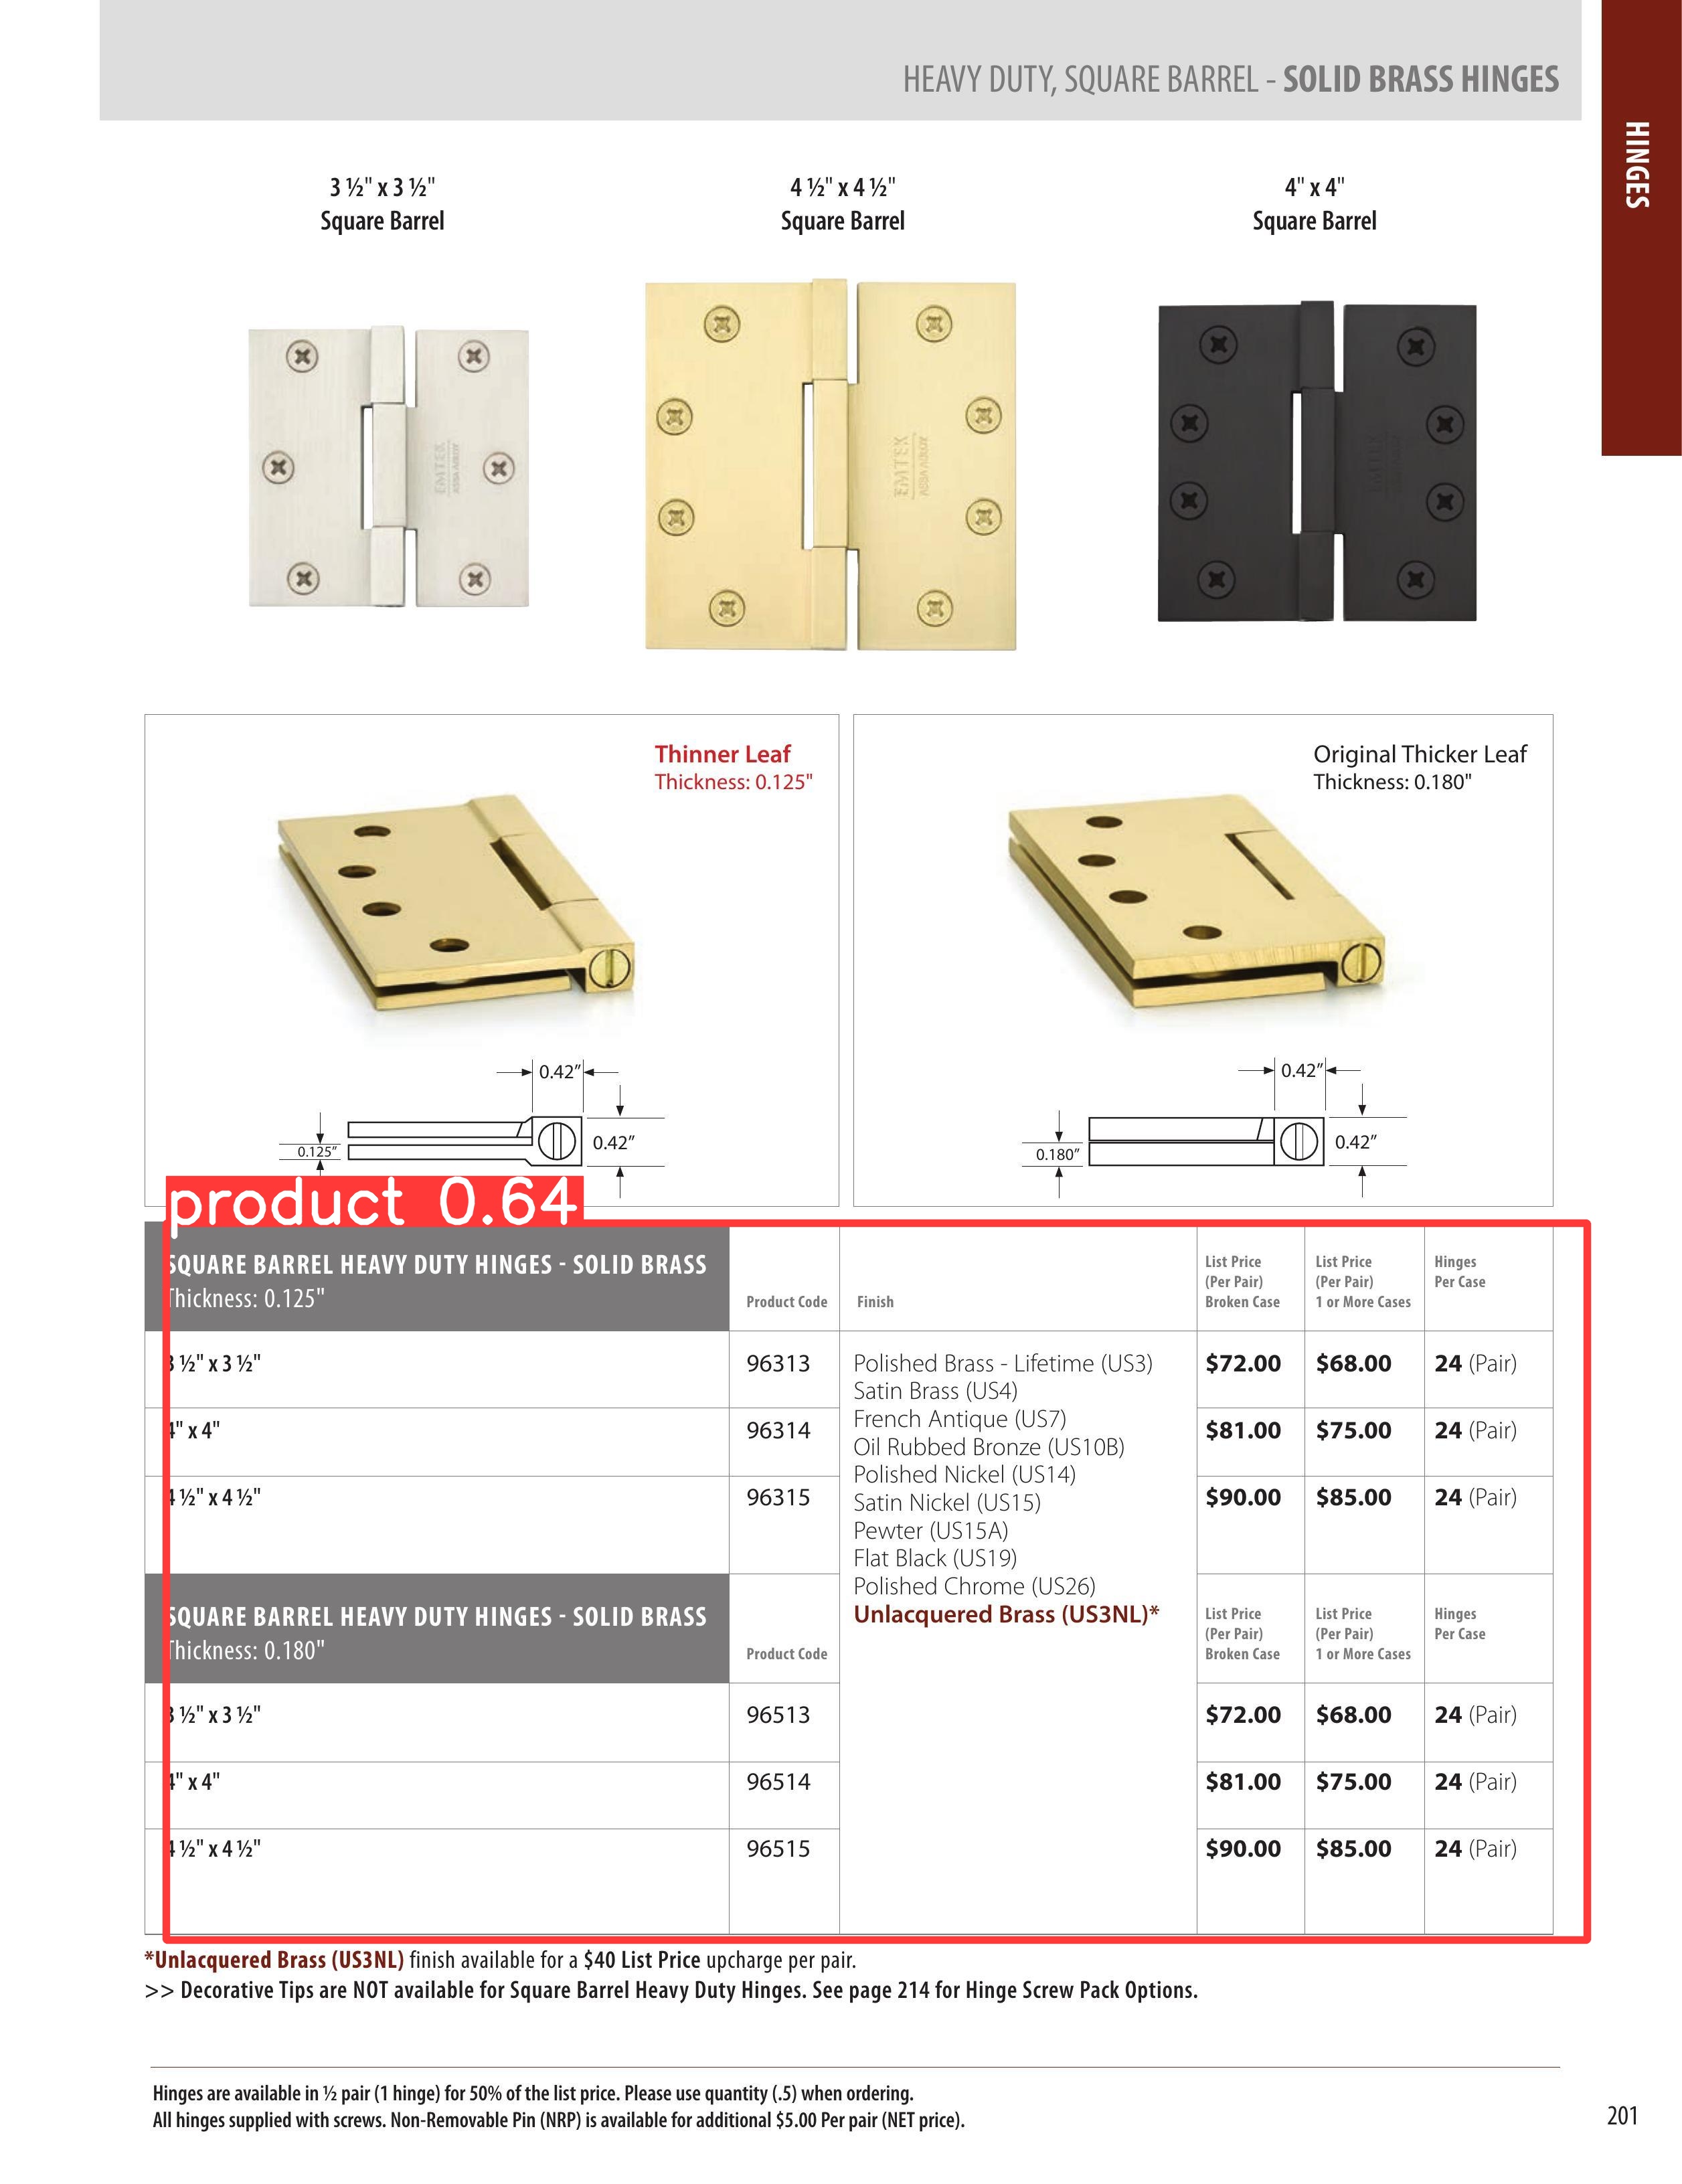 HEAVY DUTY, SQUARE BARREL - SOLID BRASS HINGES
HINGES
3 ½" x 3 ½"
Square Barrel
4 ½" x 4 ½"
Square Barrel
4" x 4"
Square Barrel
EMTEK
ASSA ABLOY
EMTEK
ASSA ABLOY
EMTEK
Thinner Leaf
Thickness: 0.125"
0.42"
0.42"
0.125"
Original Thicker Leaf
Thickness: 0.180"
0.42"
0.42"
0.180"
product 0.64
SQUARE BARREL HEAVY DUTY HINGES - SOLID BRASS
Thickness: 0.125"
Product Code
Finish
List Price
(Per Pair)
Broken Case
List Price
(Per Pair)
1 or More Cases
Hinges
Per Case
3 ½" x 3 ½" 96313 $72.00 $68.00 24 (Pair)
4" x 4" 96314 $81.00 $75.00 24 (Pair)
4 ½" x 4 ½" 96315 $90.00 $85.00 24 (Pair)
Polished Brass - Lifetime (US3)
Satin Brass (US4)
French Antique (US7)
Oil Rubbed Bronze (US10B)
Polished Nickel (US14)
Satin Nickel (US15)
Pewter (US15A)
Flat Black (US19)
Polished Chrome (US26)
Unlacquered Brass (US3NL)*
SQUARE BARREL HEAVY DUTY HINGES - SOLID BRASS
Thickness: 0.180"
Product Code
List Price
(Per Pair)
Broken Case
List Price
(Per Pair)
1 or More Cases
Hinges
Per Case
3 ½" x 3 ½" 96513 $72.00 $68.00 24 (Pair)
4" x 4" 96514 $81.00 $75.00 24 (Pair)
4 ½" x 4 ½" 96515 $90.00 $85.00 24 (Pair)
*Unlacquered Brass (US3NL) finish available for a $40 List Price upcharge per pair.
>> Decorative Tips are NOT available for Square Barrel Heavy Duty Hinges. See page 214 for Hinge Screw Pack Options.
Hinges are available in ½ pair (1 hinge) for 50% of the list price. Please use quantity (.5) when ordering.
All hinges supplied with screws. Non-Removable Pin (NRP) is available for additional $5.00 Per pair (NET price).
201